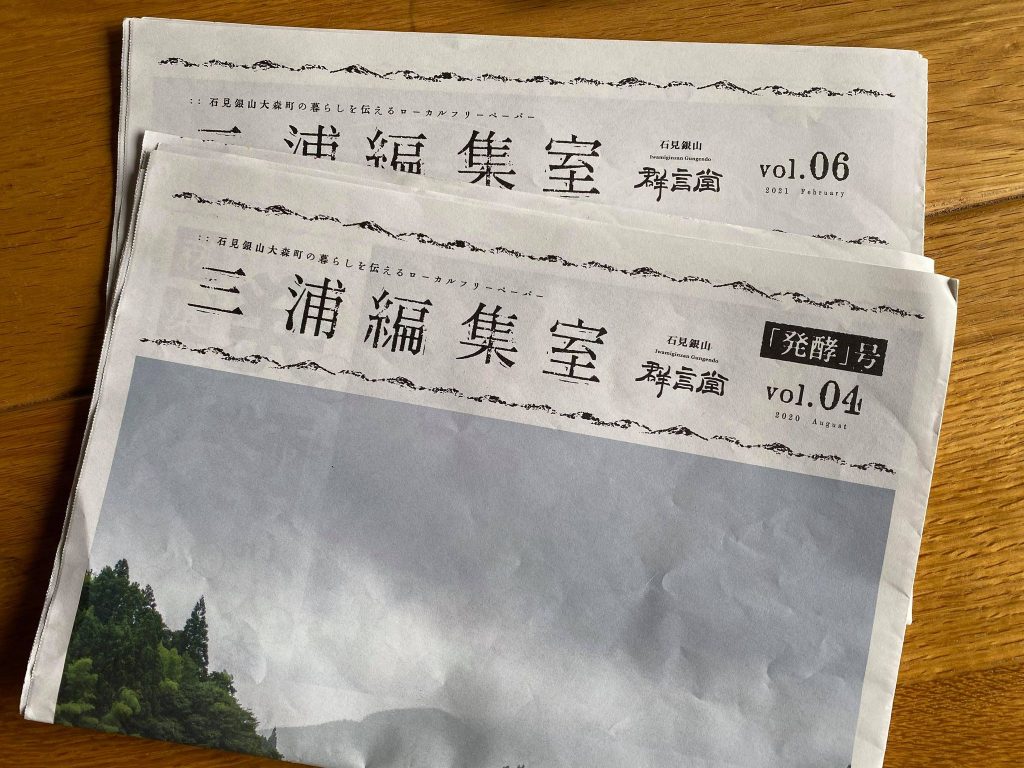 :: 石見銀山大森町の暮らしを伝えるローカルフリーペーパー
三浦編集室
石見銀山
Iwamiginzan Gungendo
群言堂
vol.06
2021 February
:: 石見銀山大森町の暮らしを伝えるローカルフリーペーパー
三浦編集室
石見銀山
Iwamiginzan Gungendo
群言堂
「発酵」号
vol.04
2020 August